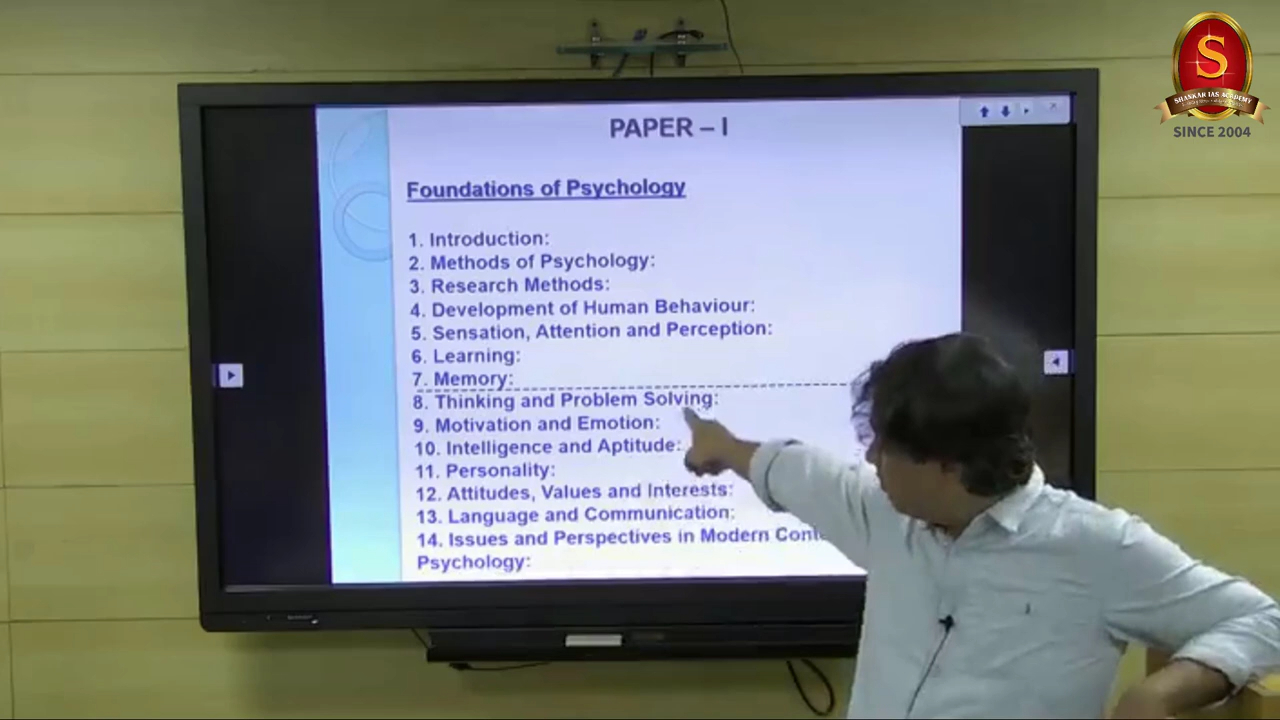 SHANKAR IAS ACADEMY
SINCE 2004
PAPER – I
Foundations of Psychology
1. Introduction:
2. Methods of Psychology:
3. Research Methods:
4. Development of Human Behaviour:
5. Sensation, Attention and Perception:
6. Learning:
7. Memory:
8. Thinking and Problem Solving:
9. Motivation and Emotion:
10. Intelligence and Aptitude:
11. Personality:
12. Attitudes, Values and Interests:
13. Language and Communication:
14. Issues and Perspectives in Modern
Psychology: